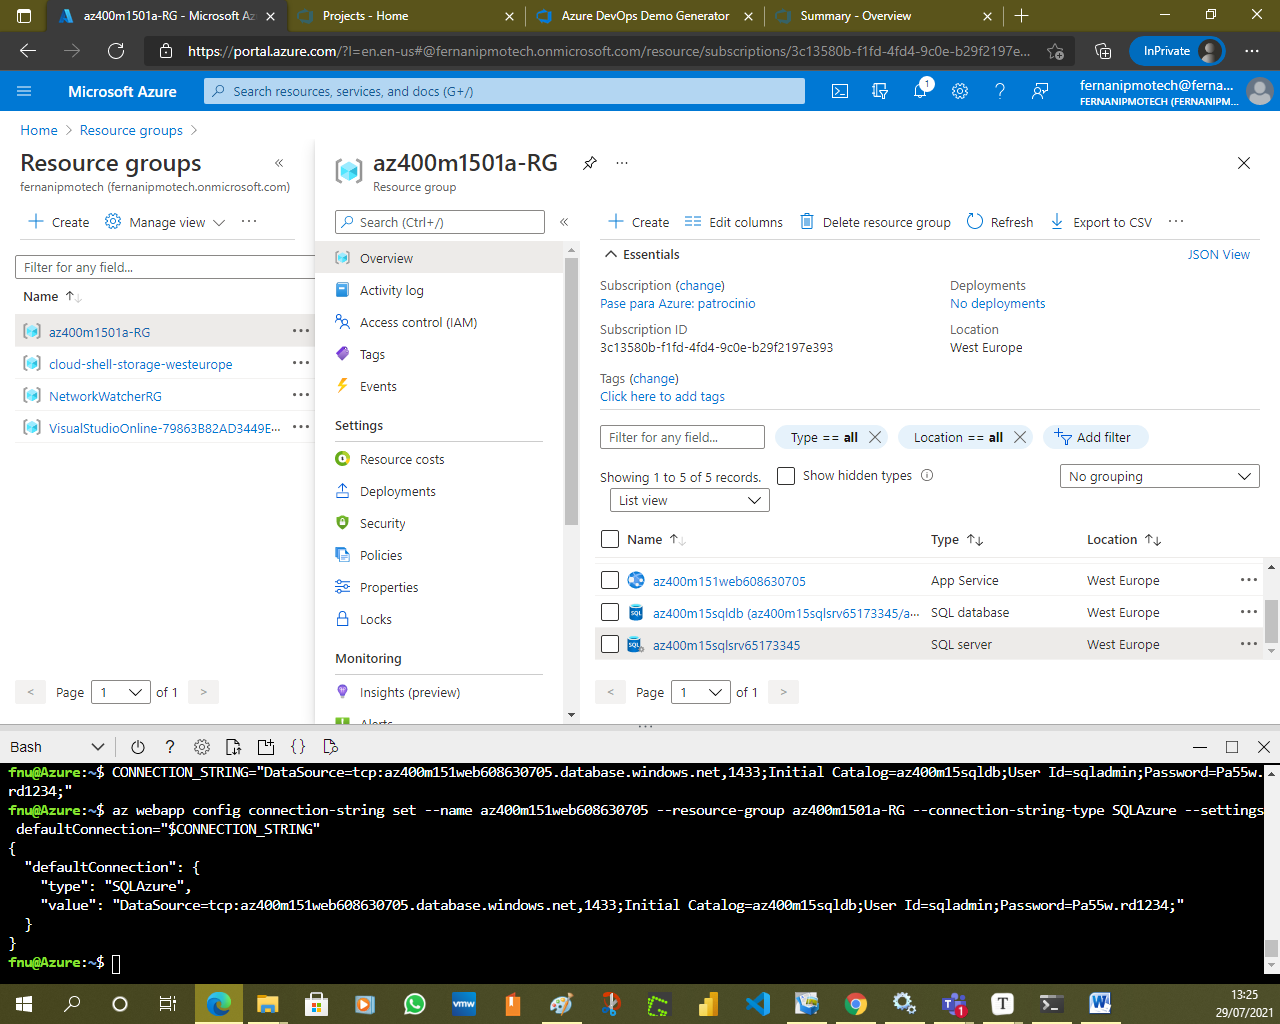 az400m1501a-RG - Microsoft Az
Projects - Home
Azure DevOps Demo Generator
Summary - Overview
https://portal.azure.com/?l=en.en-us#@fernanipmotech.onmicrosoft.com/resource/subscriptions/3c13580b-f1fd-4fd4-9c0e-b29f2197e...
InPrivate
Microsoft Azure
Search resources, services, and docs (G+/)
1
fernanipmotech@ferna...
FERNANIPMOTECH (FERNANIPM...
Home > Resource groups >
Resource groups
fernanipmotech (fernanipmotech.onmicrosoft.com)
Create
Manage view
Filter for any field...
Name
az400m1501a-RG
cloud-shell-storage-westeurope
NetworkWatcherRG
VisualStudioOnline-79863B82AD3449E...
< Page 1 of 1 >
az400m1501a-RG
Resource group
Search (Ctrl+/)
Overview
Activity log
Access control (IAM)
Tags
Events
Settings
Resource costs
Deployments
Security
Policies
Properties
Locks
Monitoring
Insights (preview)
Alerts
Create
Edit columns
Delete resource group
Refresh
Export to CSV
Essentials
JSON View
Subscription (change)
Pase para Azure: patrocinio
Subscription ID
3c13580b-f1fd-4fd4-9c0e-b29f2197e393
Deployments
No deployments
Location
West Europe
Tags (change)
Click here to add tags
Filter for any field...
Type == all
Location == all
Add filter
Showing 1 to 5 of 5 records.
Show hidden types
No grouping
List view
Name Type Location
az400m151web608630705 App Service West Europe
az400m15sqldb (az400m15sqlsrv65173345/a... SQL database West Europe
az400m15sqlsrv65173345 SQL server West Europe
< Page 1 of 1 >
Bash
fnu@Azure:~$ CONNECTION_STRING="DataSource=tcp:az400m151web608630705.database.windows.net,1433;Initial Catalog=az400m15sqldb;User Id=sqladmin;Password=Pa55w.
rd1234;"
fnu@Azure:~$ az webapp config connection-string set --name az400m151web608630705 --resource-group az400m1501a-RG --connection-string-type SQLAzure --settings
defaultConnection="$CONNECTION_STRING"
{
"defaultConnection": {
"type": "SQLAzure",
"value": "DataSource=tcp:az400m151web608630705.database.windows.net,1433;Initial Catalog=az400m15sqldb;User Id=sqladmin;Password=Pa55w.rd1234;"
}
}
fnu@Azure:~$
13:25
29/07/2021